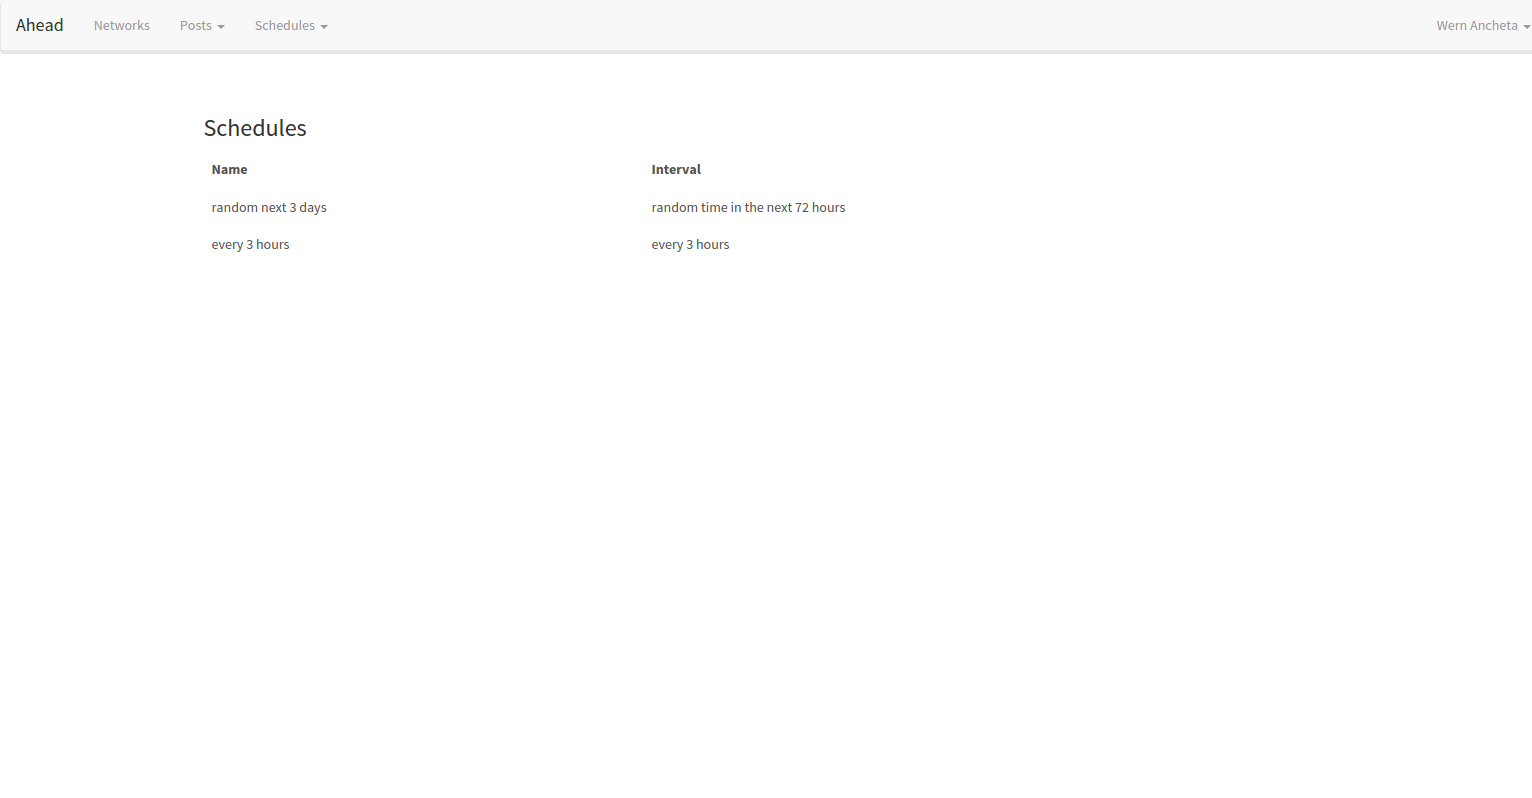 Ahead Networks Posts Schedules Wern Ancheta
Schedules
Name Interval
random next 3 days random time in the next 72 hours
every 3 hours every 3 hours